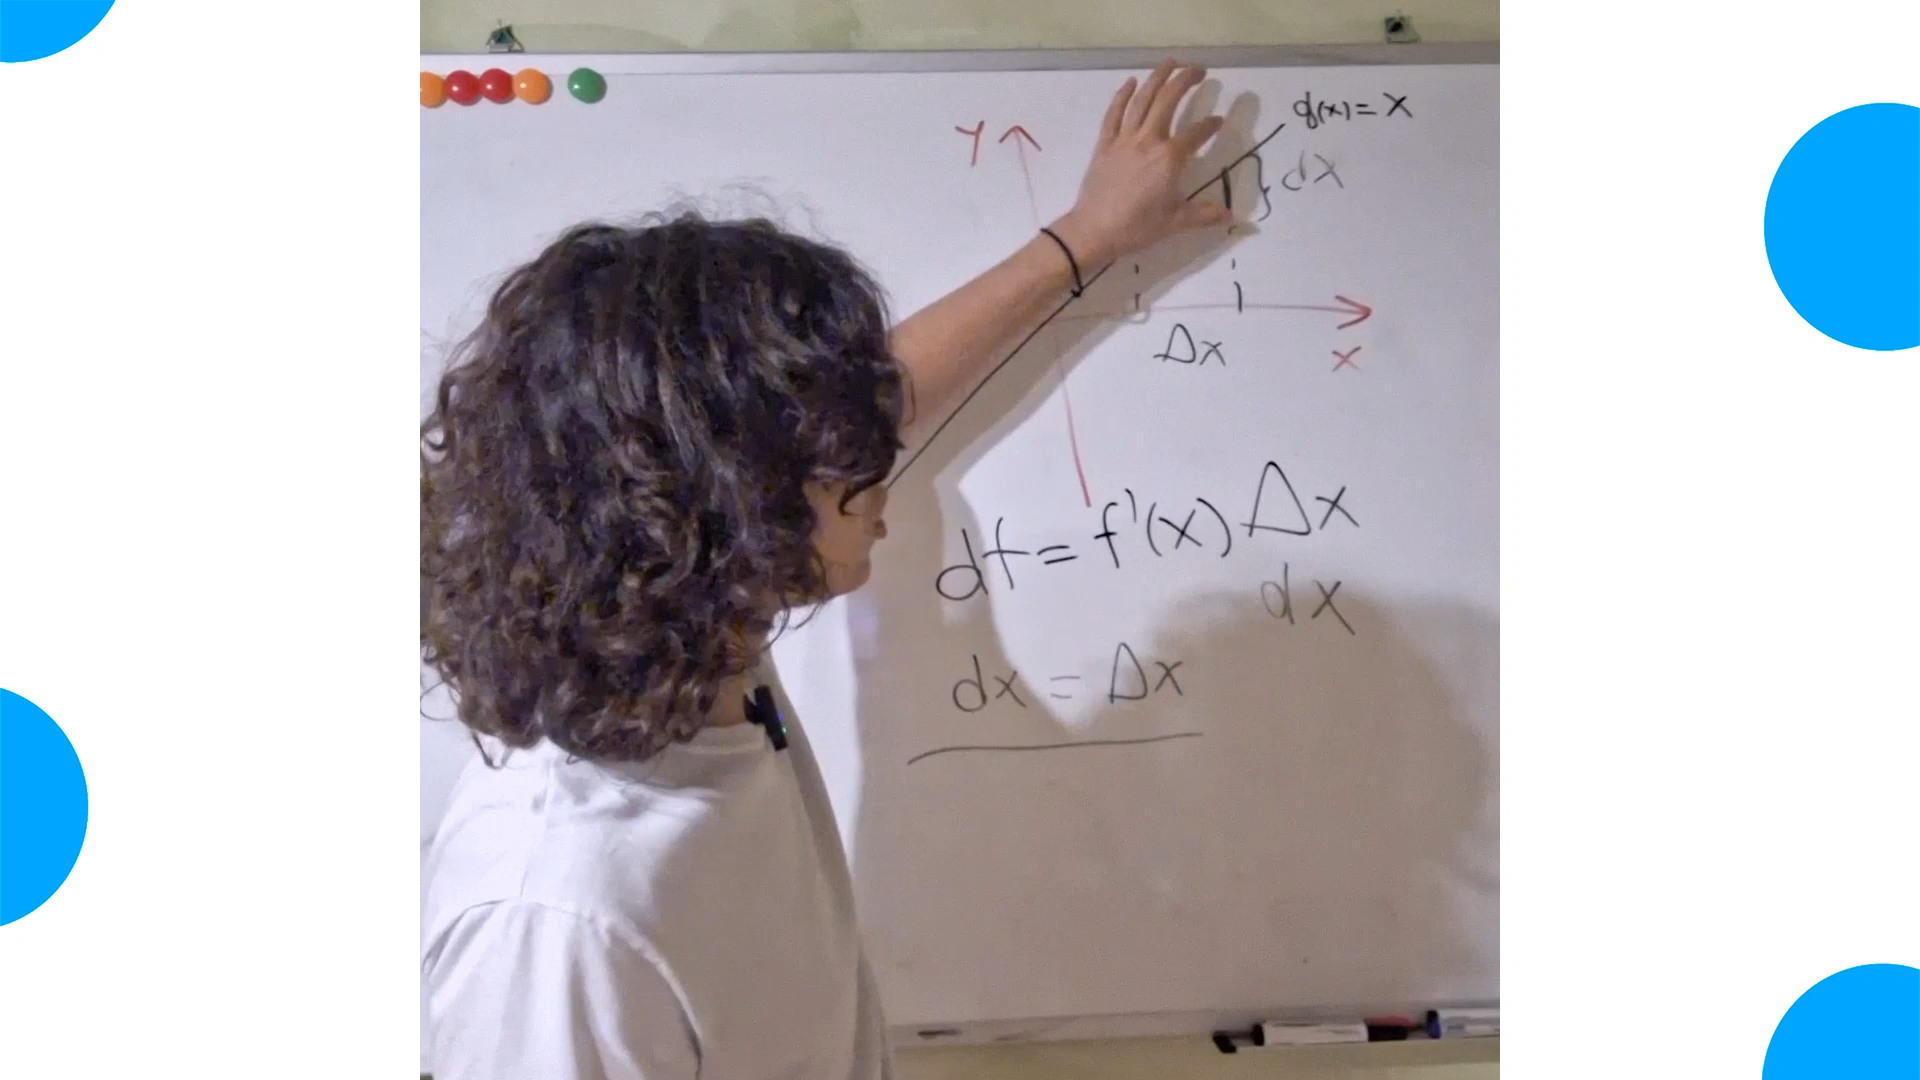 g(x) = x
y
} dx
Δx
x
df = f'(x) Δx
dx
dx = Δx